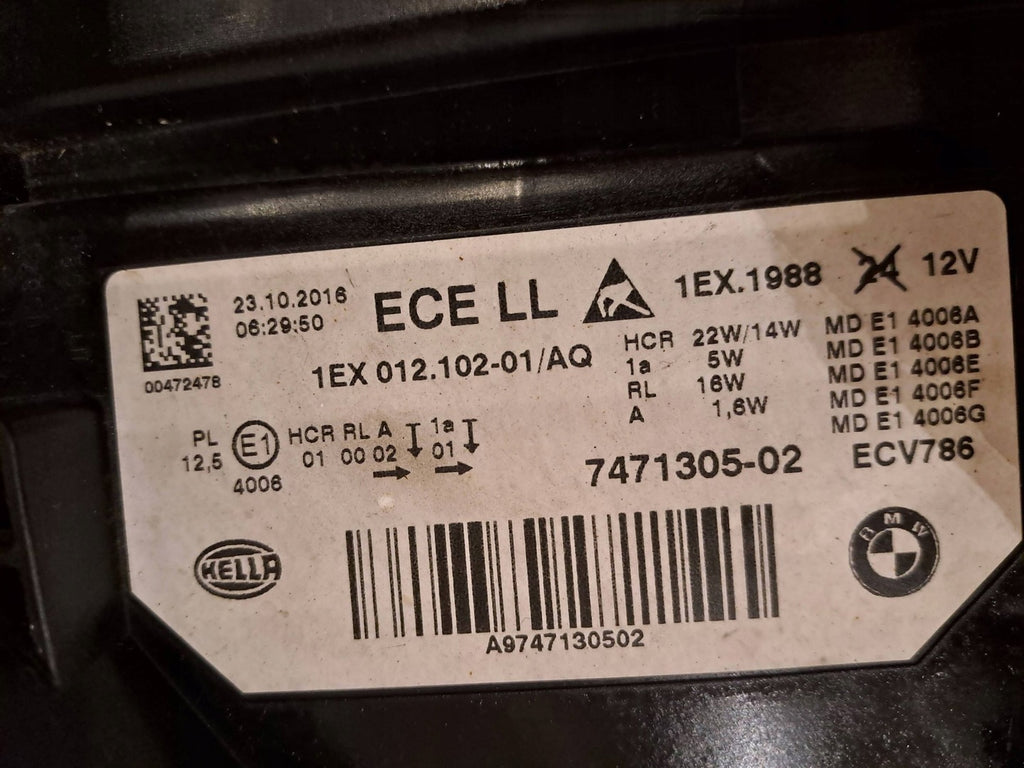 23.10.2016
06:29:50
00472478
ECE LL
1EX.1988
24 12V
1EX 012.102-01/AQ
HCR 22W/14W
1a 5W
RL 16W
A 1,6W
MD E1 4006A
MD E1 4006B
MD E1 4006E
MD E1 4006F
MD E1 4006G
PL
12,5
E1
4006
HCR RL A 1a
01 00 02 01
7471305-02
ECV786
HELLA
BMW
A9747130502